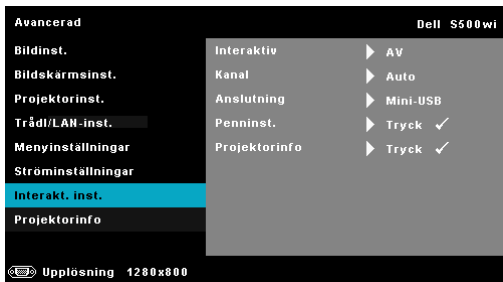 Avancerad Dell S500wi
Bildinst.
Bildskärmsinst.
Projektorinst.
Trådl/LAN-inst.
Menyinställningar
Ströminställningar
Interakt. inst.
Projektorinfo
Interaktiv AV
Kanal Auto
Anslutning Mini-USB
Penninst. Tryck
Projektorinfo Tryck
Upplösning 1280x800